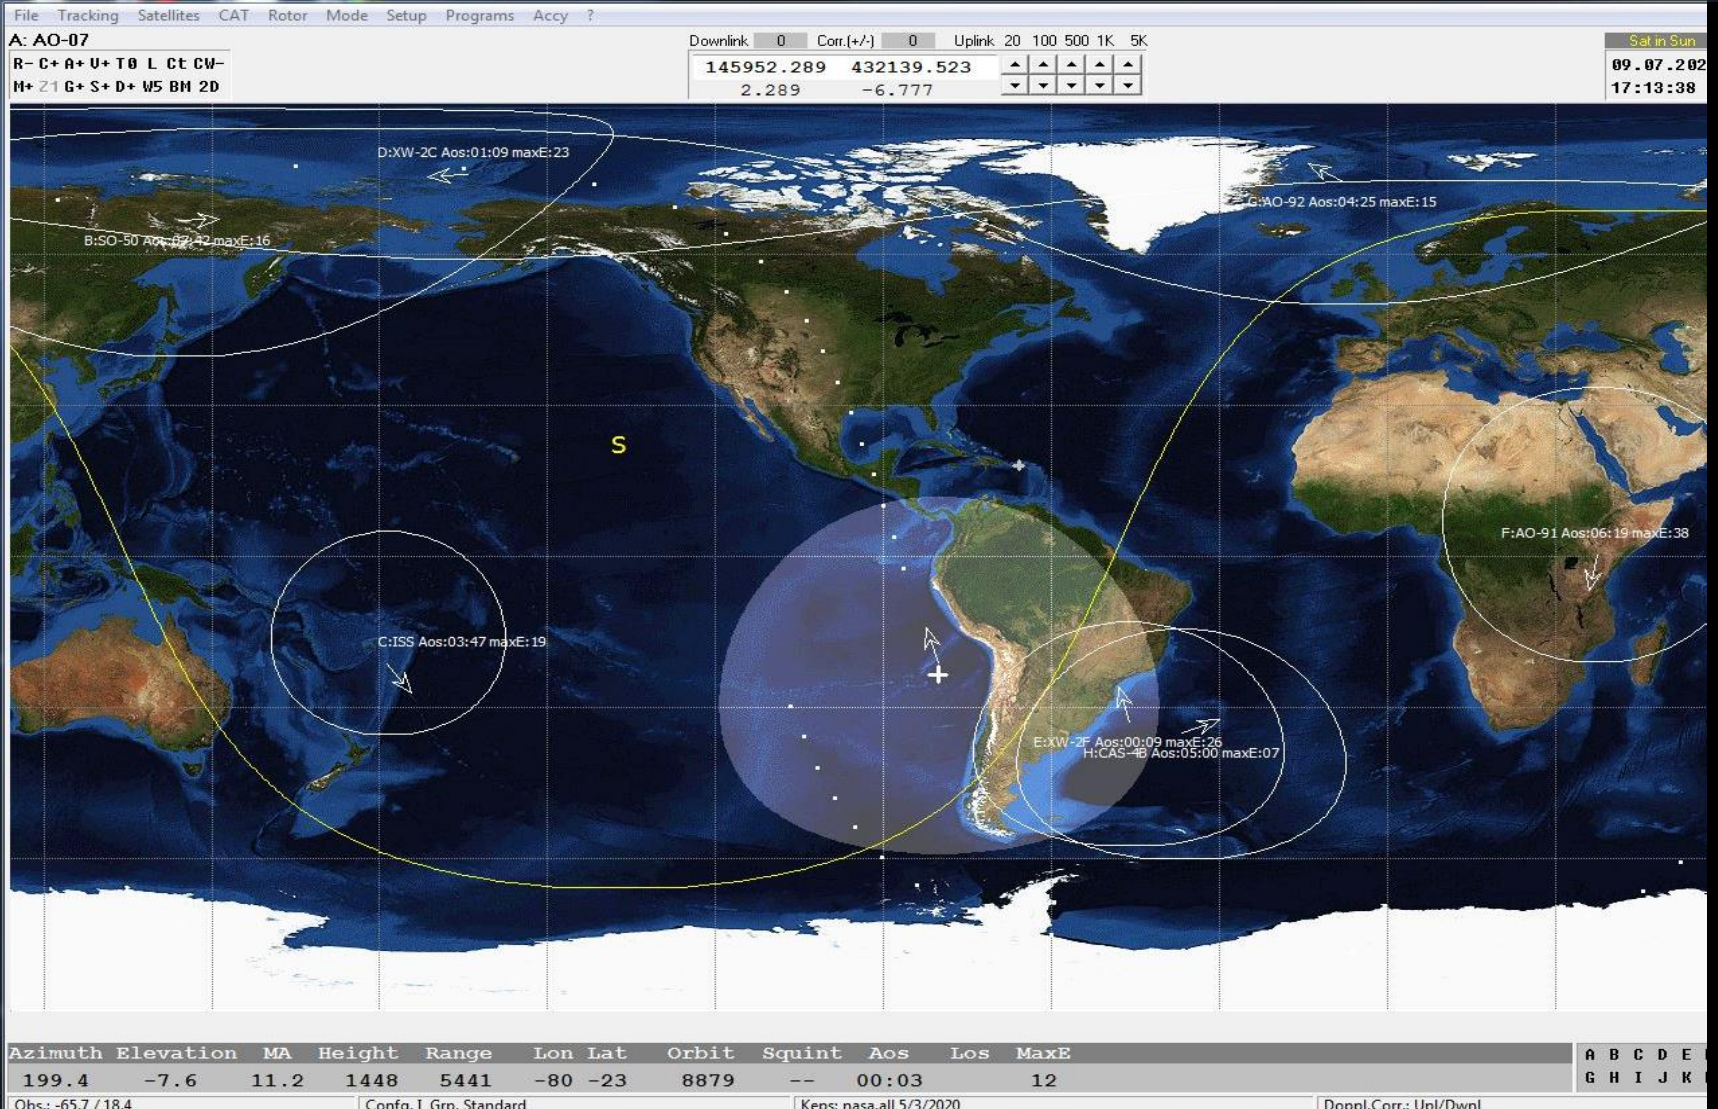 File Tracking Satellites CAT Rotor Mode Setup Programs Accy ?
A: AO-07
Downlink 0 Corr.(+/-) 0 Uplink 20 100 500 1K 5K
Sat in Sun
R- C+ A+ U+ T0 L Ct CW-
145952.289 432139.523
09.07.202
M+ Z1 G+ S+ D+ W5 BM 2D
2.289 -6.777
17:13:38
D:XW-2C Aos:01:09 maxE:23
G:AO-92 Aos:04:25 maxE:15
B:SO-50 maxE:16
S
F:AO-91 Aos:06:19 maxE:38
C:ISS Aos:03:47 maxE:19
E:XW-2F Aos:00:09 maxE:26
H:CAS-4B Aos:05:00 maxE:07
Azimuth Elevation MA Height Range Lon Lat Orbit Squint Aos Los MaxE
A B C D E
199.4 -7.6 11.2 1448 5441 -80 -23 8879 -- 00:03 12
G H I J K
Obs.: -65.7 / 18.4
Confg. I Grp. Standard
Keps: nasa.all 5/3/2020
Doppl.Corr.: Upl/Dwnl